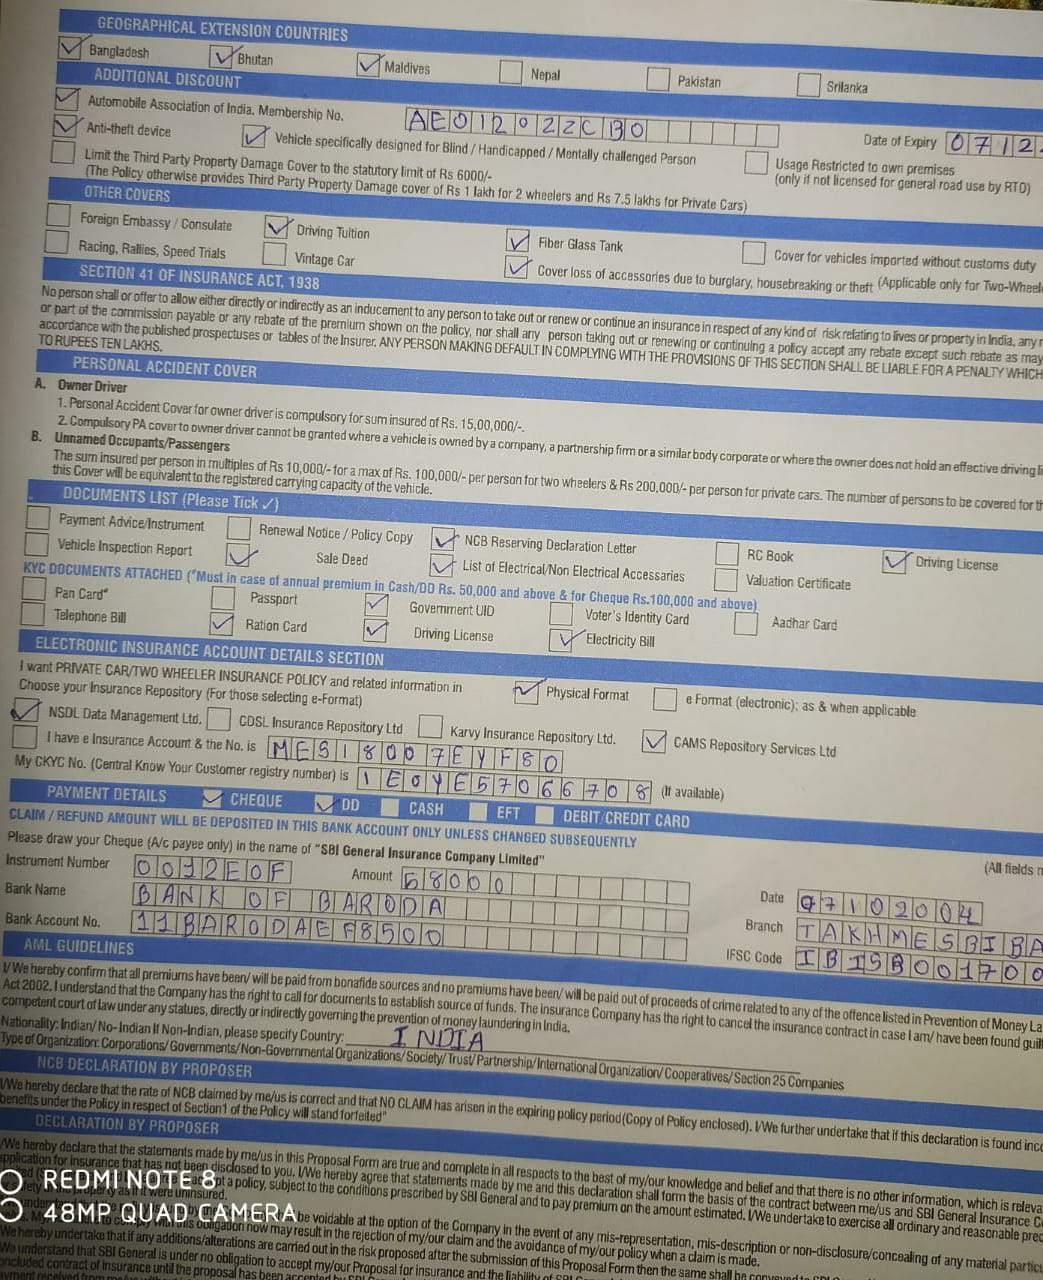 GEOGRAPHICAL EXTENSION COUNTRIES
Bangladesh Bhutan Maldives Nepal Pakistan Srilanka
ADDITIONAL DISCOUNT
Automobile Association of India. Membership No. AE012022CB0 Date of Expiry 0712
Anti-theft device Vehicle specifically designed for Blind / Handicapped / Mentally challenged Person Usage Restricted to own premises
Limit the Third Party Property Damage Cover to the statutory limit of Rs 6000/- (only if not licensed for general road use by RTO)
(The Policy otherwise provides Third Party Property Damage cover of Rs 1 lakh for 2 wheelers and Rs 7.5 lakhs for Private Cars)
OTHER COVERS
Foreign Embassy / Consulate Driving Tuition Fiber Glass Tank Cover for vehicles imported without customs duty
Racing, Rallies, Speed Trials Vintage Car Cover loss of accessories due to burglary, housebreaking or theft (Applicable only for Two-Wheel
SECTION 41 OF INSURANCE ACT, 1938
No person shall or offer to allow either directly or indirectly as an inducement to any person to take out or renew or continue an insurance in respect of any kind of risk relating to lives or property in India, any
or part of the commission payable or any rebate of the premium shown on the policy, nor shall any person taking out or renewing or continuing a policy accept any rebate except such rebate as may
accordance with the published prospectuses or tables of the Insurer. ANY PERSON MAKING DEFAULT IN COMPLYING WITH THE PROVISIONS OF THIS SECTION SHALL BE LIABLE FOR A PENALTY WHICH
TO RUPEES TEN LAKHS.
PERSONAL ACCIDENT COVER
A. Owner Driver
1. Personal Accident Cover for owner driver is compulsory for sum insured of Rs. 15,00,000/-.
2. Compulsory PA cover to owner driver cannot be granted where a vehicle is owned by a company, a partnership firm or a similar body corporate or where the owner does not hold an effective driving li
B. Unnamed Occupants/Passengers
The sum insured per person in multiples of Rs 10,000/- for a max of Rs. 100,000/- per person for two wheelers & Rs 200,000/- per person for private cars. The number of persons to be covered for th
this Cover will be equivalent to the registered carrying capacity of the vehicle.
DOCUMENTS LIST (Please Tick ✓)
Payment Advice/Instrument Renewal Notice / Policy Copy NCB Reserving Declaration Letter RC Book Driving License
Vehicle Inspection Report Sale Deed List of Electrical/Non Electrical Accessaries Valuation Certificate
KYC DOCUMENTS ATTACHED (*Must in case of annual premium in Cash/DD Rs. 50,000 and above & for Cheque Rs.100,000 and above)
Pan Card* Passport Government UID Voter's Identity Card Aadhar Card
Telephone Bill Ration Card Driving License Electricity Bill
ELECTRONIC INSURANCE ACCOUNT DETAILS SECTION
I want PRIVATE CAR/TWO WHEELER INSURANCE POLICY and related information in Physical Format e Format (electronic); as & when applicable
Choose your Insurance Repository (For those selecting e-Format)
NSDL Data Management Ltd. CDSL Insurance Repository Ltd Karvy Insurance Repository Ltd. CAMS Repository Services Ltd
I have e Insurance Account & the No. is MES18007EYF80
My CKYC No. (Central Know Your Customer registry number) is 1E0YE57066708 (If available)
PAYMENT DETAILS CHEQUE DD CASH EFT DEBIT/CREDIT CARD
CLAIM / REFUND AMOUNT WILL BE DEPOSITED IN THIS BANK ACCOUNT ONLY UNLESS CHANGED SUBSEQUENTLY
Please draw your Cheque (A/c payee only) in the name of "SBI General Insurance Company Limited" (All fields
Instrument Number 0012E0F Amount 58000 Date 07102004
Bank Name BANK OF BARODA Branch TAKHMESBIBA
Bank Account No. 11BARODAEF8500 IFSC Code IBISB001700
AML GUIDELINES
I/We hereby confirm that all premiums have been/ will be paid from bonafide sources and no premiums have been/ will be paid out of proceeds of crime related to any of the offence listed in Prevention of Money La
Act 2002. I understand that the Company has the right to call for documents to establish source of funds. The insurance Company has the right to cancel the insurance contract in case I am/ have been found guil
competent court of law under any statues, directly or indirectly governing the prevention of money laundering in India.
Nationality: Indian/ No-Indian If Non-Indian, please specify Country: INDIA
Type of Organization: Corporations/ Governments/ Non-Governmental Organizations/ Society/ Trust/ Partnership/ International Organization/ Cooperatives/ Section 25 Companies
NCB DECLARATION BY PROPOSER
I/We hereby declare that the rate of NCB claimed by me/us is correct and that NO CLAIM has arisen in the expiring policy period (Copy of Policy enclosed). I/We further undertake that if this declaration is found inco
benefits under the Policy in respect of Section1 of the Policy will stand forfeited"
DECLARATION BY PROPOSER
I/We hereby declare that the statements made by me/us in this Proposal Form are true and complete in all respects to the best of my/our knowledge and belief and that there is no other information, which is releva
application for insurance that has not been disclosed to you. I/We hereby agree that statements made by me and this declaration shall form the basis of the contract between me/us and SBI General Insurance C
a policy, subject to the conditions prescribed by SBI General and to pay premium on the amount estimated. I/We undertake to exercise all ordinary and reasonable prec
property as if it were uninsured.
REDMI NOTE 8
48MP QUAD CAMERA
be voidable at the option of the Company in the event of any mis-representation, mis-description or non-disclosure/concealing of any material partic
obligation now may result in the rejection of my/our claim and the avoidance of my/our policy when a claim is made.
We hereby undertake that if any additions/alterations are carried out in the risk proposed after the submission of this Proposal Form then the same shall be conveyed to
We understand that SBI General is under no obligation to accept my/our Proposal for insurance and the liability of
concluded contract of insurance until the proposal has been accepted by